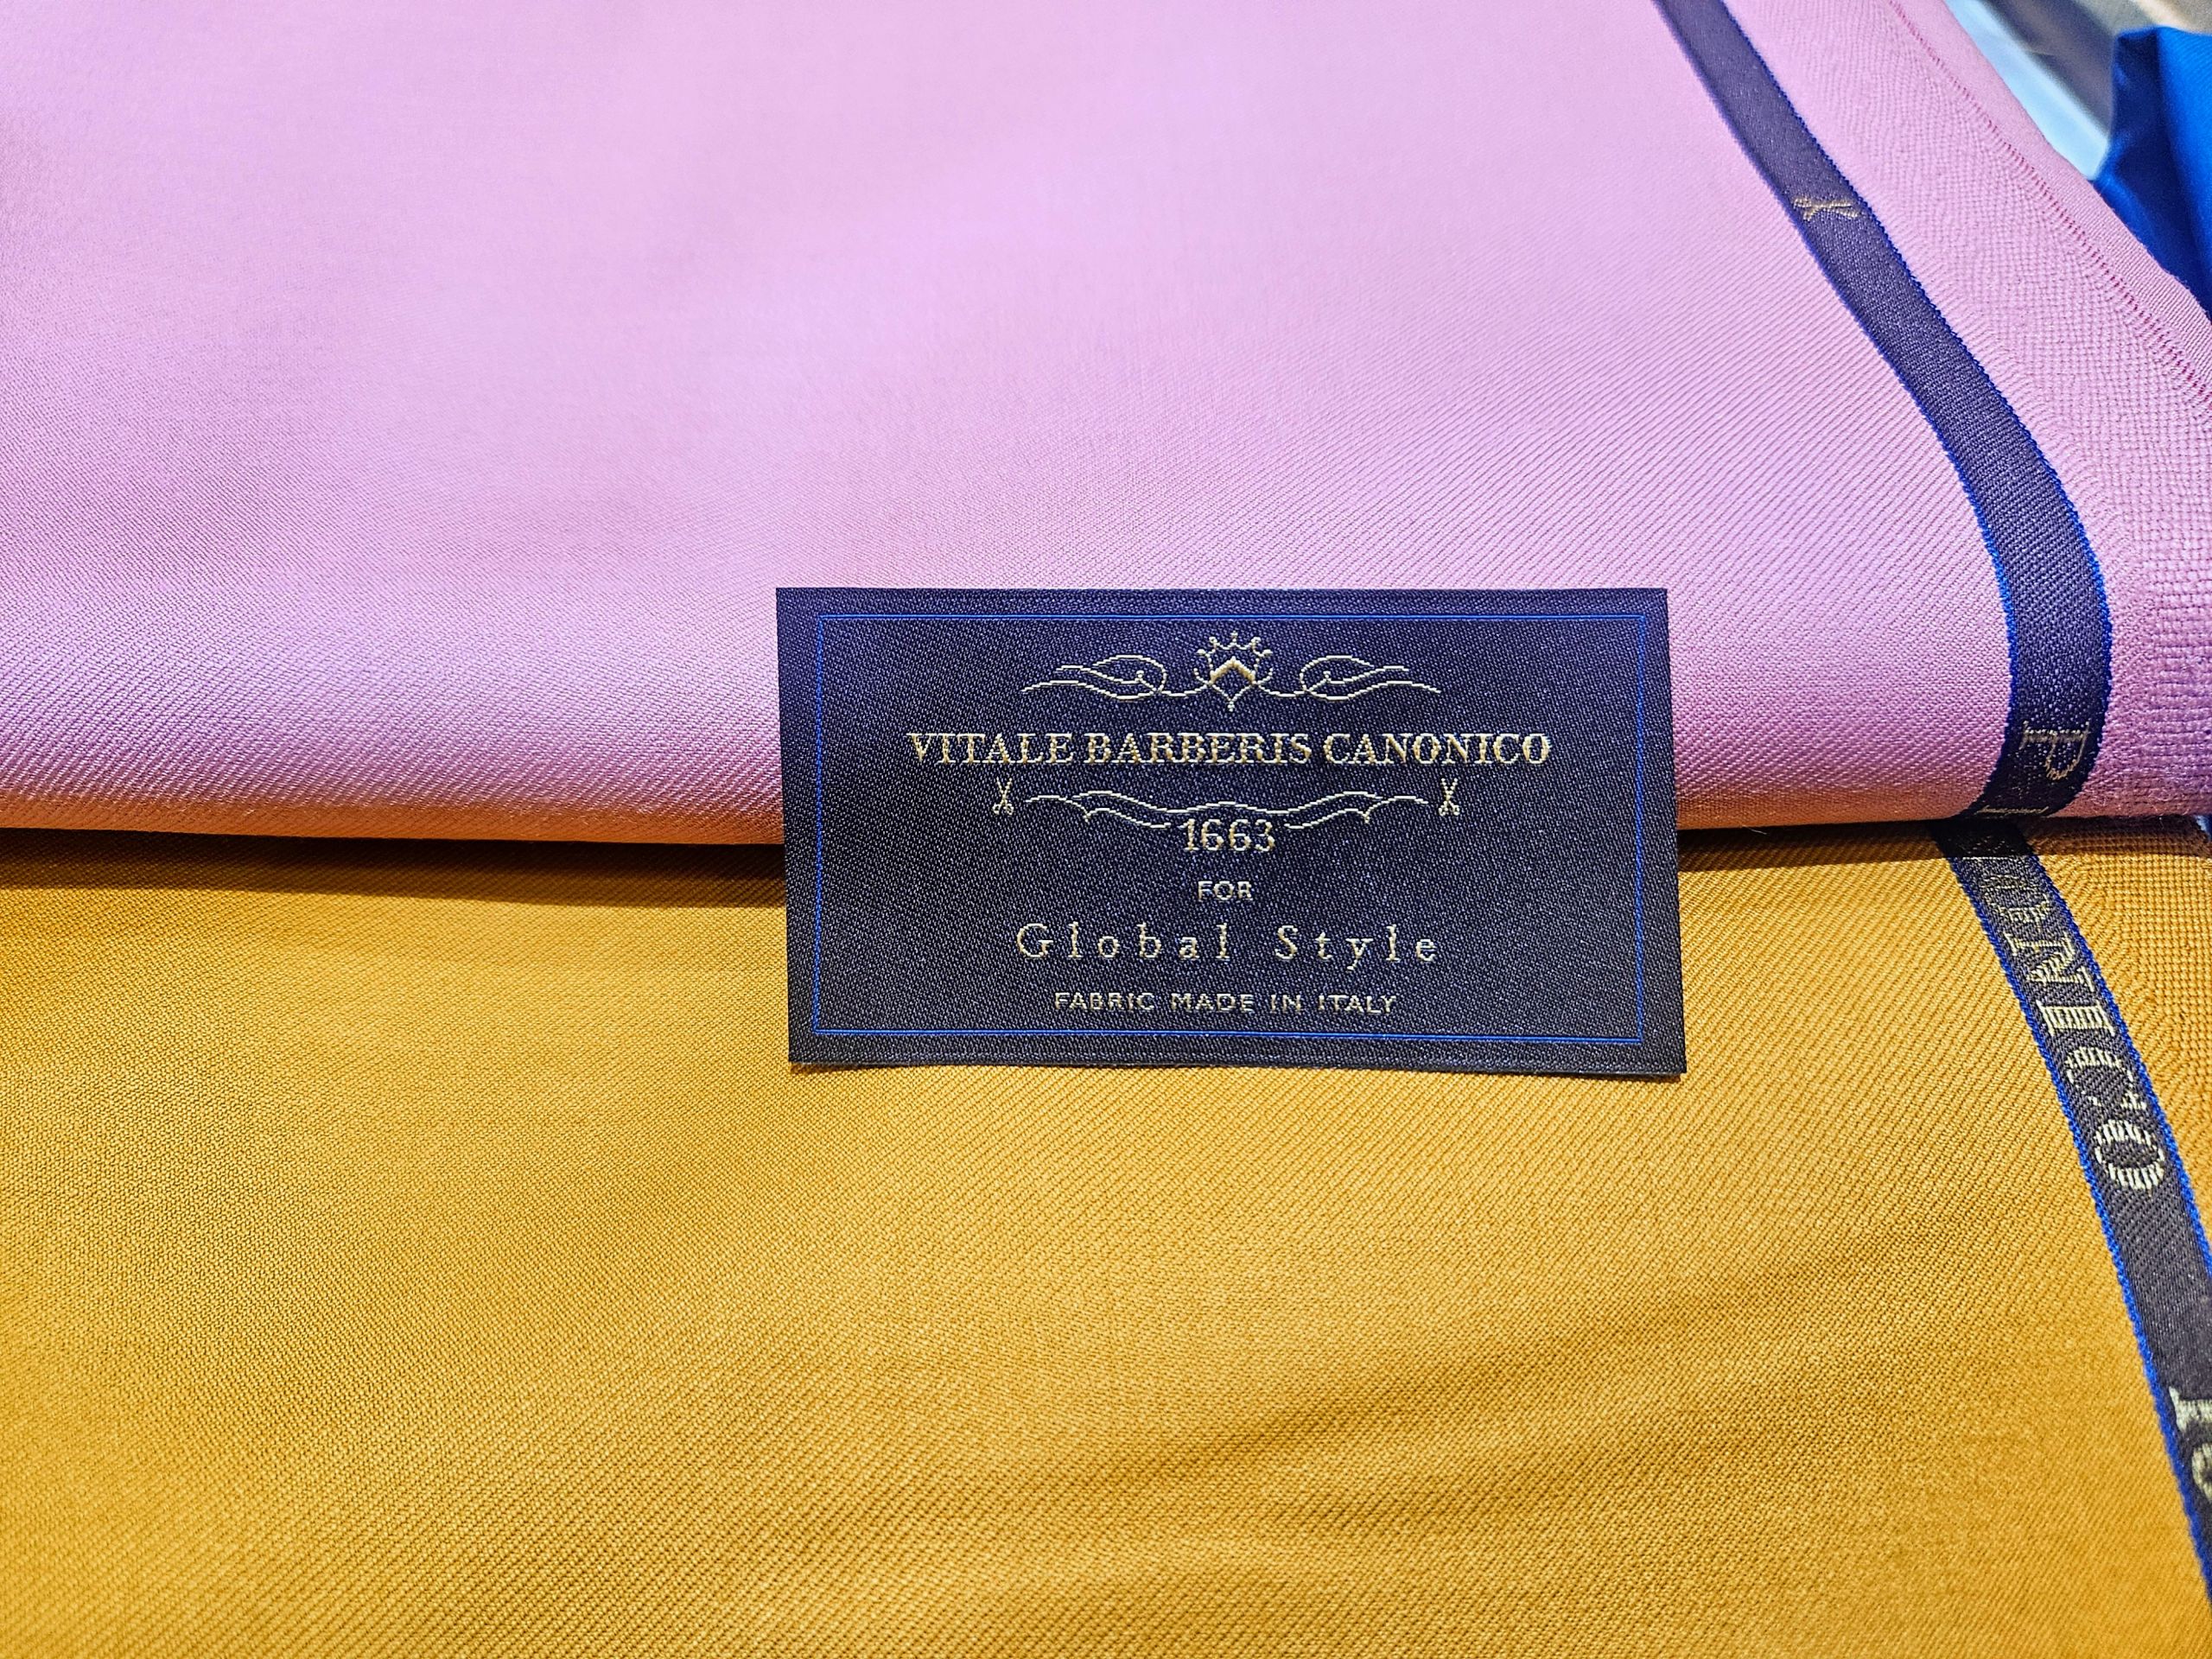 VITALE BARBERIS CANONICO
1663
FOR
Global Style
FABRIC MADE IN ITALY